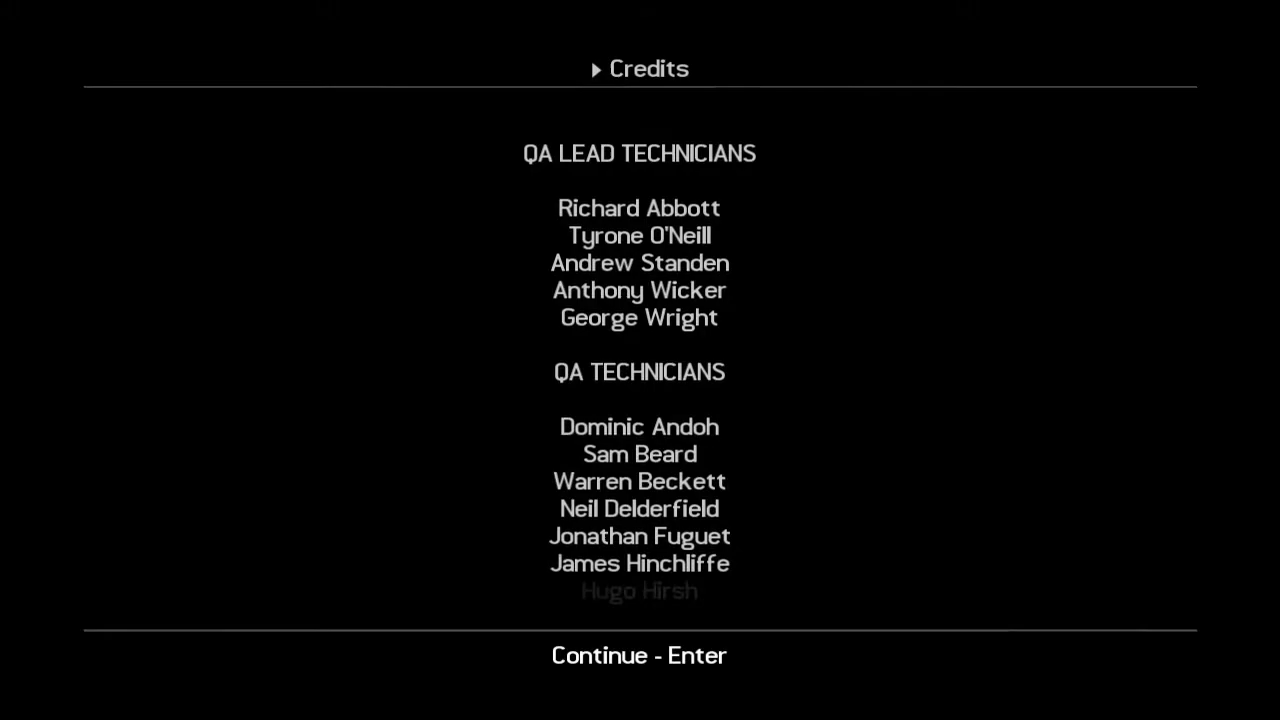 Credits
QA LEAD TECHNICIANS
Richard Abbott
Tyrone O'Neill
Andrew Standen
Anthony Wicker
George Wright
QA TECHNICIANS
Dominic Andoh
Sam Beard
Warren Beckett
Neil Delderfield
Jonathan Fuguet
James Hinchliffe
Hugo Hirsh
Continue - Enter